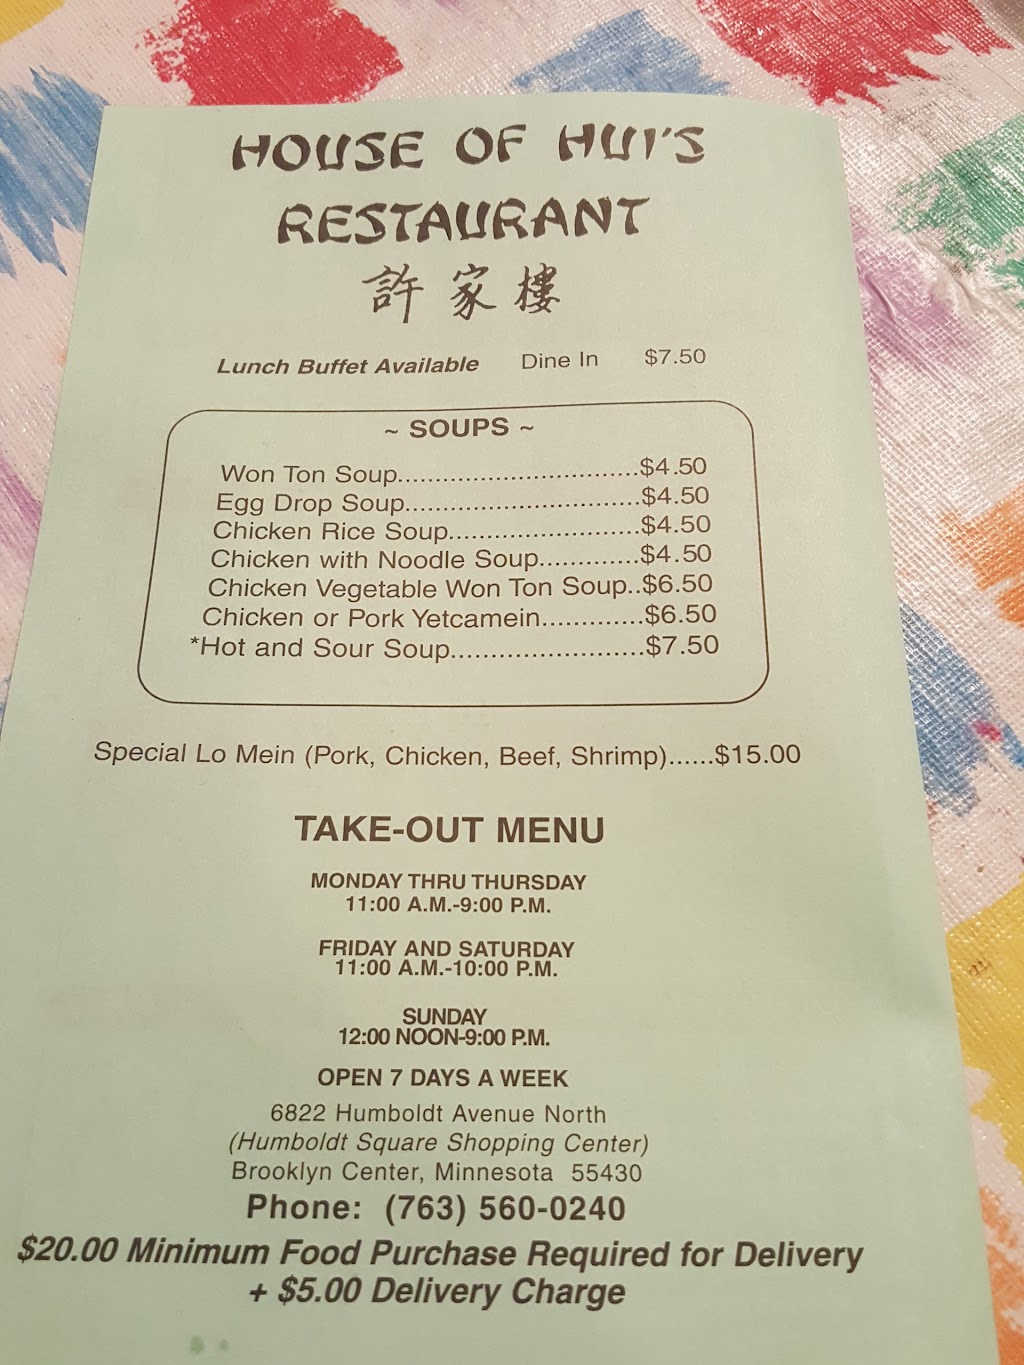 HOUSE OF HUI'S
RESTAURANT
許家樓
Lunch Buffet Available Dine In $7.50
~ SOUPS ~
Won Ton Soup..............................$4.50
Egg Drop Soup.............................$4.50
Chicken Rice Soup........................$4.50
Chicken with Noodle Soup.............$4.50
Chicken Vegetable Won Ton Soup..$6.50
Chicken or Pork Yetcamein.............$6.50
*Hot and Sour Soup........................$7.50
Special Lo Mein (Pork, Chicken, Beef, Shrimp)......$15.00
TAKE-OUT MENU
MONDAY THRU THURSDAY
11:00 A.M.-9:00 P.M.
FRIDAY AND SATURDAY
11:00 A.M.-10:00 P.M.
SUNDAY
12:00 NOON-9:00 P.M.
OPEN 7 DAYS A WEEK
6822 Humboldt Avenue North
(Humboldt Square Shopping Center)
Brooklyn Center, Minnesota 55430
Phone: (763) 560-0240
$20.00 Minimum Food Purchase Required for Delivery
+ $5.00 Delivery Charge